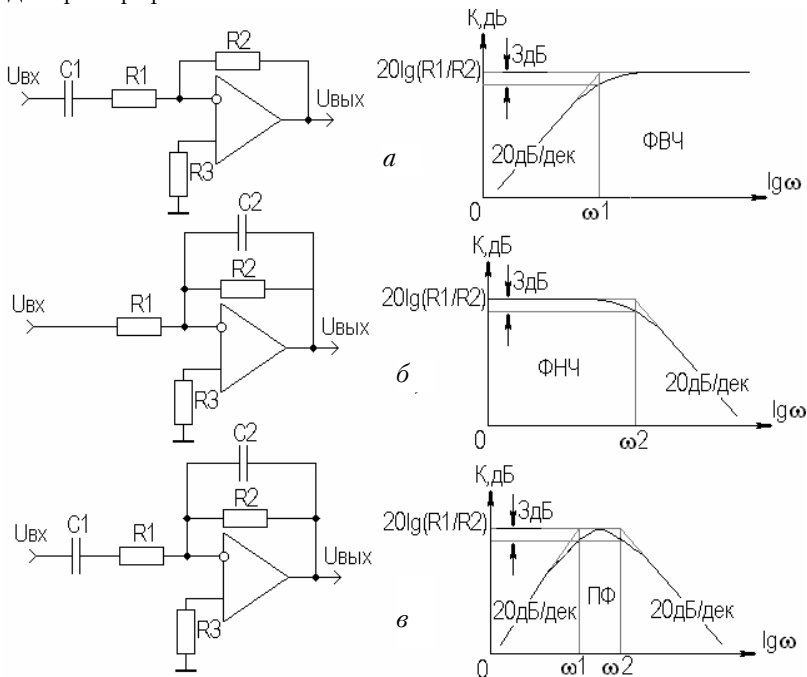 C1
R1
R2
Uвх
Uвых
R3
а
К,дБ
3дБ
20lg(R1/R2)
20дБ/дек
ФВЧ
lgω
0
ω1
C2
R2
Uвх
R1
Uвых
R3
б
К,дБ
3дБ
20lg(R1/R2)
ФНЧ
20дБ/дек
lgω
0
ω2
C2
R2
C1
R1
Uвх
Uвых
R3
в
К,дБ
3дБ
20lg(R1/R2)
20дБ/дек
ПФ
20дБ/дек
lgω
0
ω1
ω2